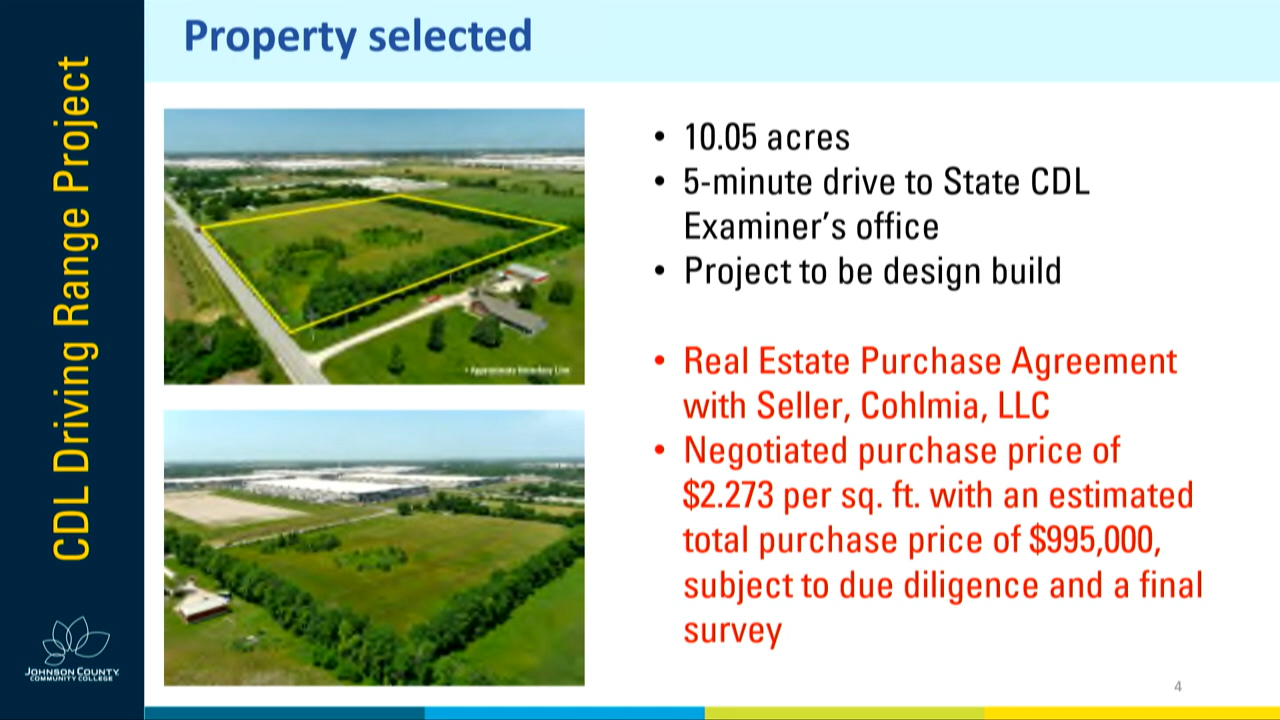 Property selected
CDL Driving Range Project
• 10.05 acres
• 5-minute drive to State CDL
Examiner's office
• Project to be design build
• Real Estate Purchase Agreement
with Seller, Cohlmia, LLC
• Negotiated purchase price of
$2.273 per sq. ft. with an estimated
total purchase price of $995,000,
subject to due diligence and a final
survey
* Approximate Boundary Line
JOHNSON COUNTY
COMMUNITY COLLEGE
4